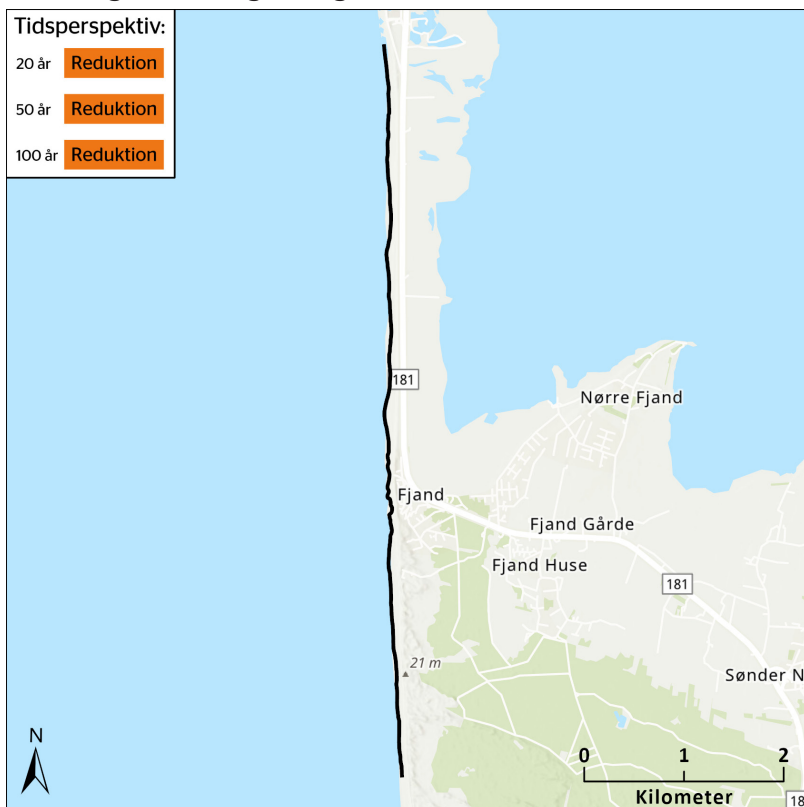 Tidsperspektiv:
20 år Reduktion
50 år Reduktion
100 år Reduktion
181
Nørre Fjand
Fjand
Fjand Gårde
Fjand Huse
181
21 m
Sønder N
N
0 1 2
Kilometer
18